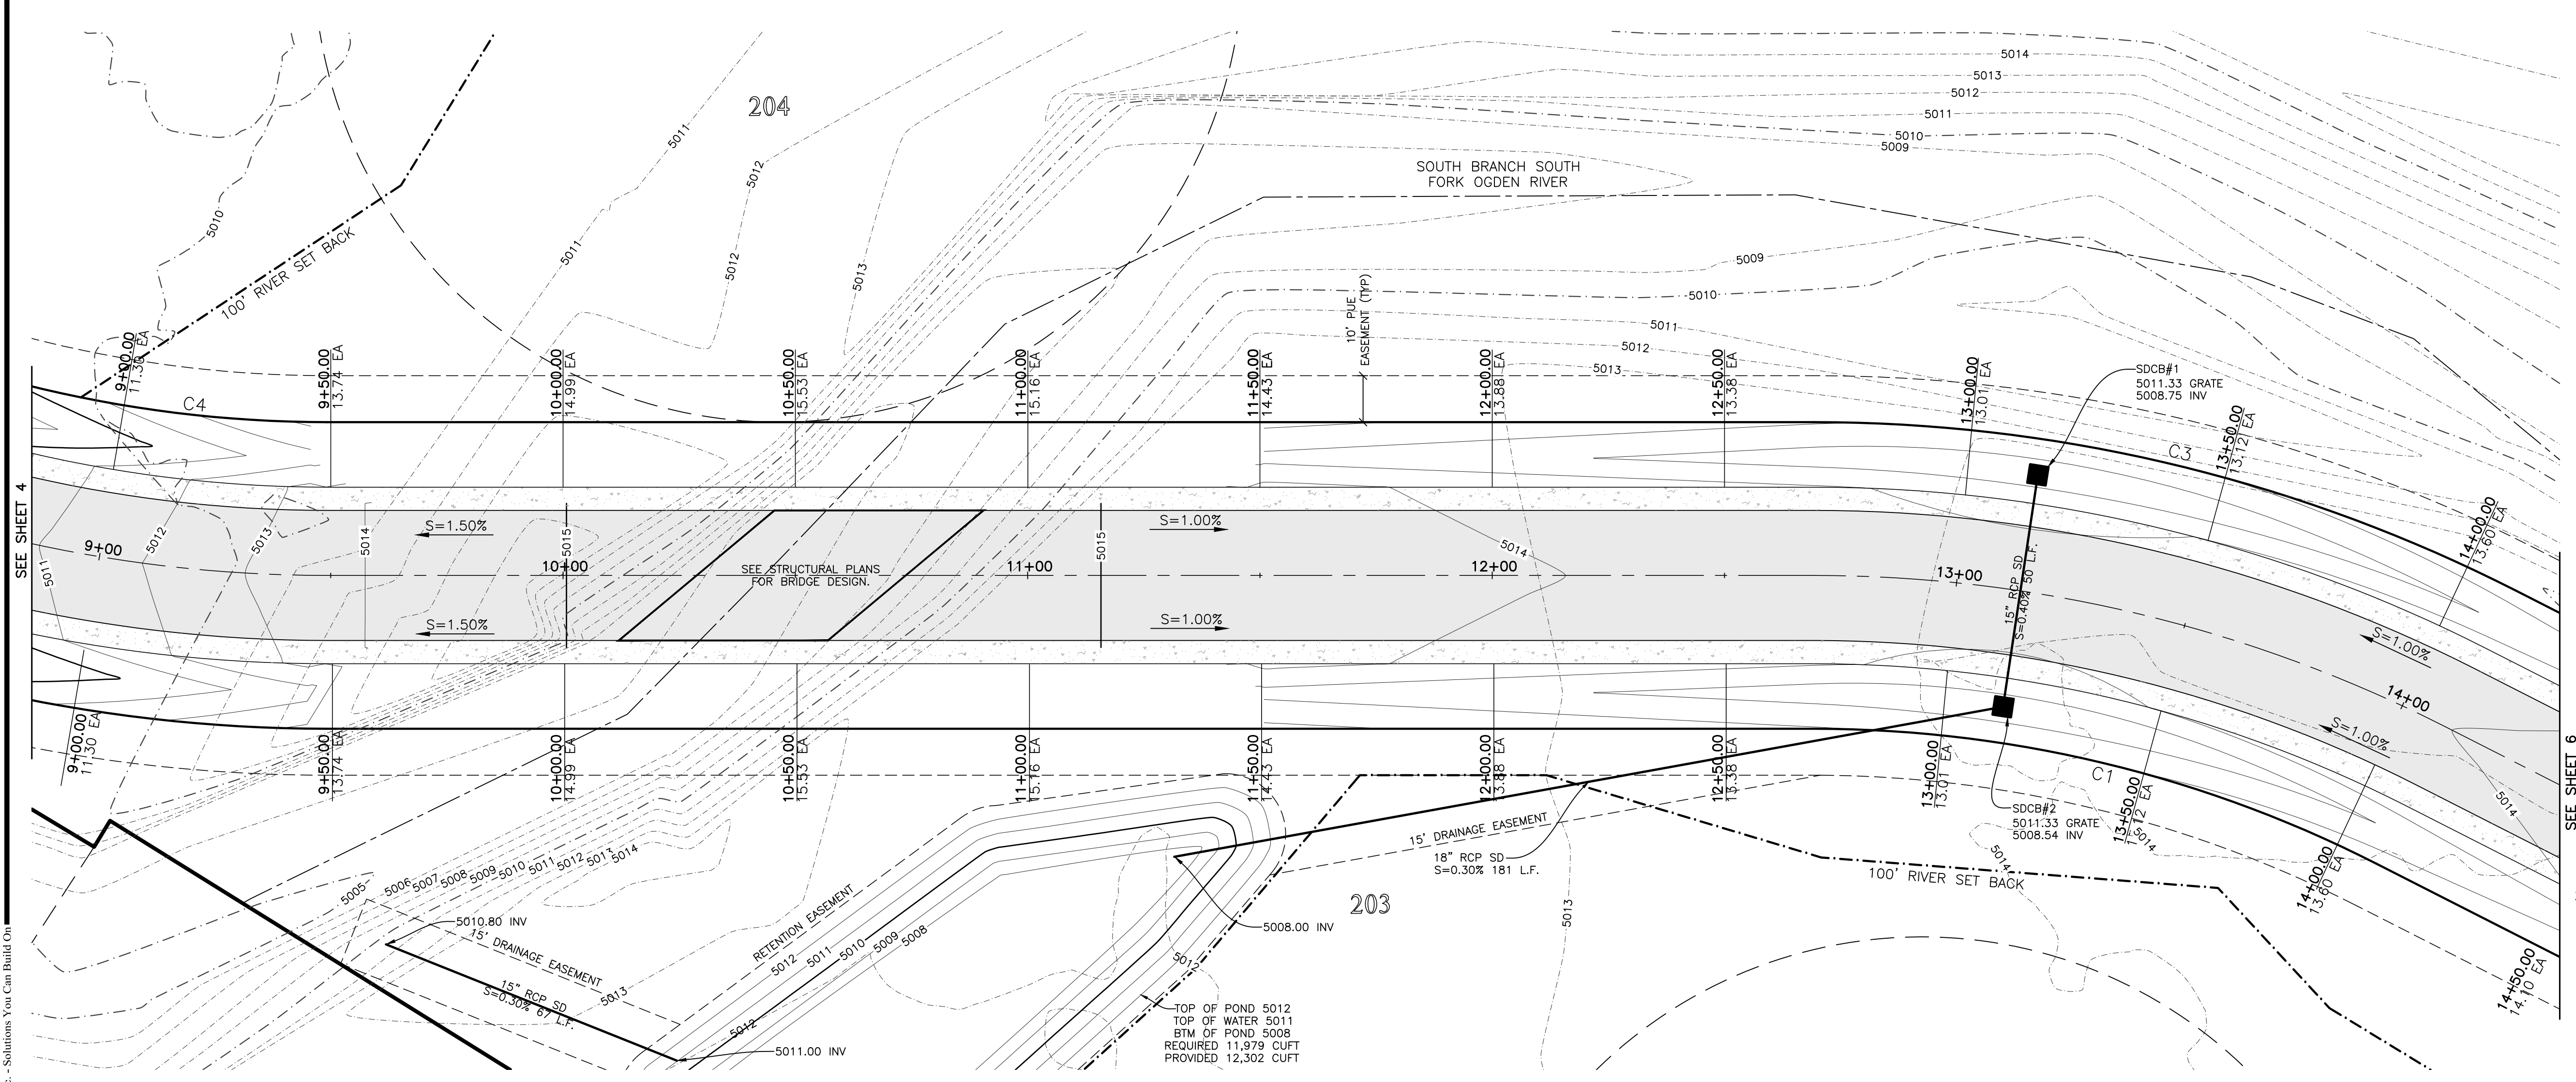 5014
5013
5012
5011
5010
5009
204
5011
5012
SOUTH BRANCH SOUTH
FORK OGDEN RIVER
5010
100' RIVER SET BACK
5011
5012
5013
5009
5010
5011
5012
5013
10' PUE
EASEMENT (TYP)
9+00.00
11.30 EA
9+50.00
13.74 EA
10+00.00
14.99 EA
10+50.00
15.53 EA
11+00.00
15.16 EA
11+50.00
14.43 EA
12+00.00
13.88 EA
12+50.00
13.38 EA
13+00.00
13.01 EA
13+50.00
13.12 EA
14+00.00
13.60 EA
C4
C3
SDCB#1
5011.33 GRATE
5008.75 INV
SEE SHEET 4
5011
9+00
5012
5013
5014
S=1.50%
5015
10+00
SEE STRUCTURAL PLANS
FOR BRIDGE DESIGN.
11+00
5015
S=1.00%
12+00
5014
13+00
15" RCP SD
S=0.40% 50 L.F.
S=1.00%
14+00
S=1.50%
S=1.00%
S=1.00%
SEE SHEET 6
9+00.00
11.30 EA
9+50.00
13.74 EA
10+00.00
14.99 EA
10+50.00
15.53 EA
11+00.00
15.16 EA
11+50.00
14.43 EA
12+00.00
13.88 EA
12+50.00
13.38 EA
13+00.00
13.01 EA
13+50.00
13.12 EA
14+00.00
13.60 EA
14+50.00
14.10 EA
C1
SDCB#2
5011.33 GRATE
5008.54 INV
5014
5014
5014
15' DRAINAGE EASEMENT
18" RCP SD
S=0.30% 181 L.F.
100' RIVER SET BACK
203
5013
5005
5006
5007
5008
5009
5010
5011
5012
5013
5014
5010.80 INV
15' DRAINAGE EASEMENT
15" RCP SD
S=0.30% 67 L.F.
5013
5011.00 INV
RETENTION EASEMENT
5012
5011
5010
5009
5008
5012
5012
5008.00 INV
TOP OF POND 5012
TOP OF WATER 5011
BTM OF POND 5008
REQUIRED 11,979 CUFT
PROVIDED 12,302 CUFT
- Solutions You Can Build On